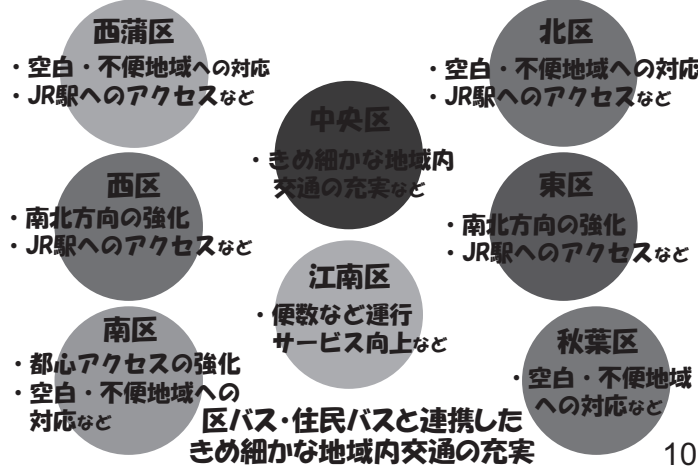 西蒲区
・空白・不便地域への対応
・JR駅へのアクセスなど
北区
・空白・不便地域への対応
・JR駅へのアクセスなど
中央区
・きめ細かな地域内
交通の充実など
西区
・南北方向の強化
・JR駅へのアクセスなど
東区
・南北方向の強化
・JR駅へのアクセスなど
江南区
・便数など運行
サービス向上など
南区
・都心アクセスの強化
・空白・不便地域への
対応など
秋葉区
・空白・不便地域
への対応など
区バス・住民バスと連携した
きめ細かな地域内交通の充実
10